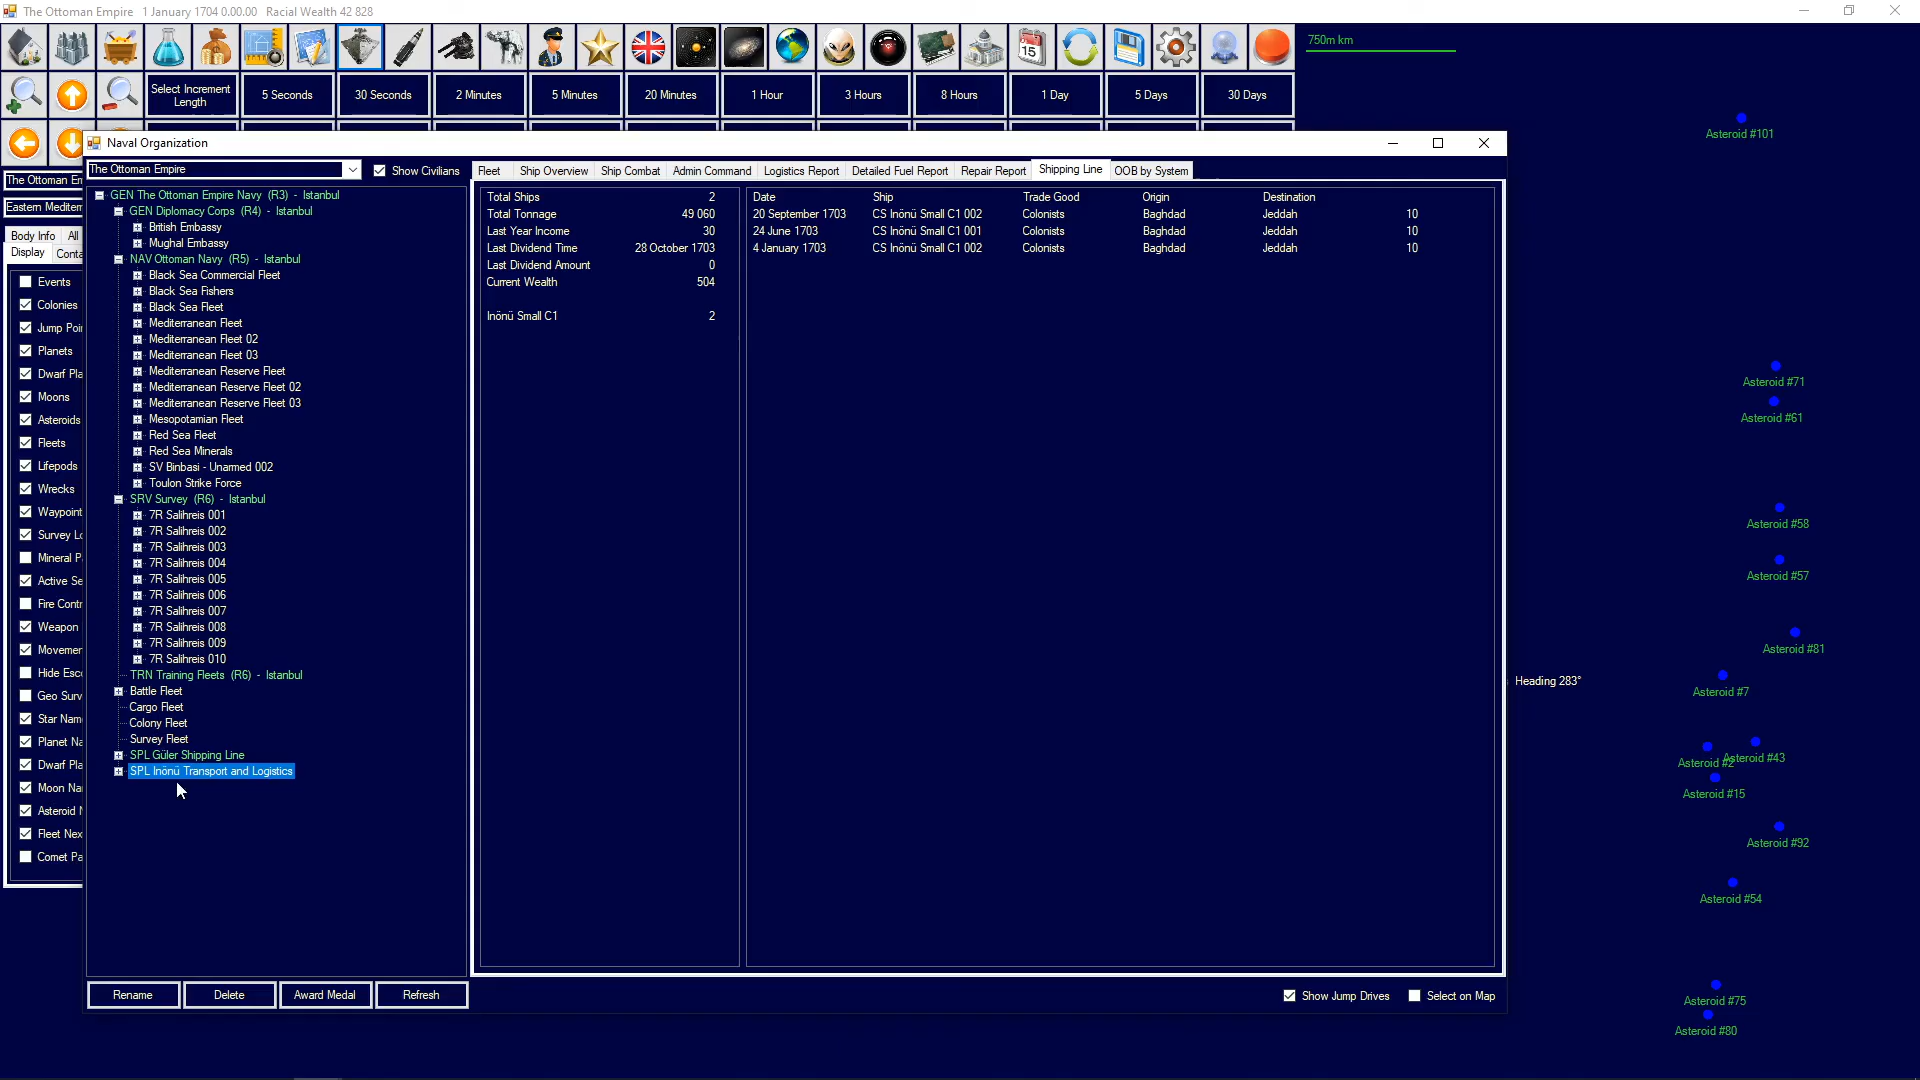 The Ottoman Empire   1 January 1704 0.00.00   Racial Wealth 42 828
750m km
Select Increment Length
5 Seconds
30 Seconds
2 Minutes
5 Minutes
20 Minutes
1 Hour
3 Hours
8 Hours
1 Day
5 Days
30 Days
15
Asteroid #101
Naval Organization
The Ottoman Empire
Show Civilians
Fleet
Ship Overview
Ship Combat
Admin Command
Logistics Report
Detailed Fuel Report
Repair Report
Shipping Line
OOB by System
The Ottoman
Body Info
All
Display
Events
Colonies
Planets
Moons
Asteroids
Fleets
Lifepods
Wrecks
Weapon
GEN The Ottoman Empire Navy (R3) - Istanbul
GEN Diplomacy Corps (R4) - Istanbul
British Embassy
Mughal Embassy
NAV Ottoman Navy (R5) - Istanbul
Black Sea Commercial Fleet
Black Sea Fishers
Black Sea Fleet
Mediterranean Fleet
Mediterranean Fleet 02
Mediterranean Fleet 03
Mediterranean Reserve Fleet
Mediterranean Reserve Fleet 02
Mediterranean Reserve Fleet 03
Mesopotamian Fleet
Red Sea Fleet
Red Sea Minerals
SV Binbasi - Unarmed 002
Toulon Strike Force
SRV Survey (R6) - Istanbul
7R Salihreis 001
7R Salihreis 002
7R Salihreis 003
7R Salihreis 004
7R Salihreis 005
7R Salihreis 006
7R Salihreis 007
7R Salihreis 008
7R Salihreis 009
7R Salihreis 010
TRN Training Fleets (R6) - Istanbul
Battle Fleet
Cargo Fleet
Colony Fleet
Survey Fleet
SPL Güler Shipping Line
SPL Inönü Transport and Logistics
Total Ships 2
Total Tonnage 49 060
Last Year Income 30
Last Dividend Time 28 October 1703
Last Dividend Amount 0
Current Wealth 504
Inönü Small C1 2
Date Ship Trade Good Origin Destination
20 September 1703 CS Inönü Small C1 002 Colonists Baghdad Jeddah 10
24 June 1703 CS Inönü Small C1 001 Colonists Baghdad Jeddah 10
4 January 1703 CS Inönü Small C1 002 Colonists Baghdad Jeddah 10
Rename
Delete
Award Medal
Refresh
Show Jump Drives
Select on Map
Asteroid #71
Asteroid #61
Asteroid #58
Asteroid #57
Asteroid #81
Heading 283°
Asteroid #7
Asteroid #43
Asteroid #2
Asteroid #15
Asteroid #92
Asteroid #54
Asteroid #75
Asteroid #80